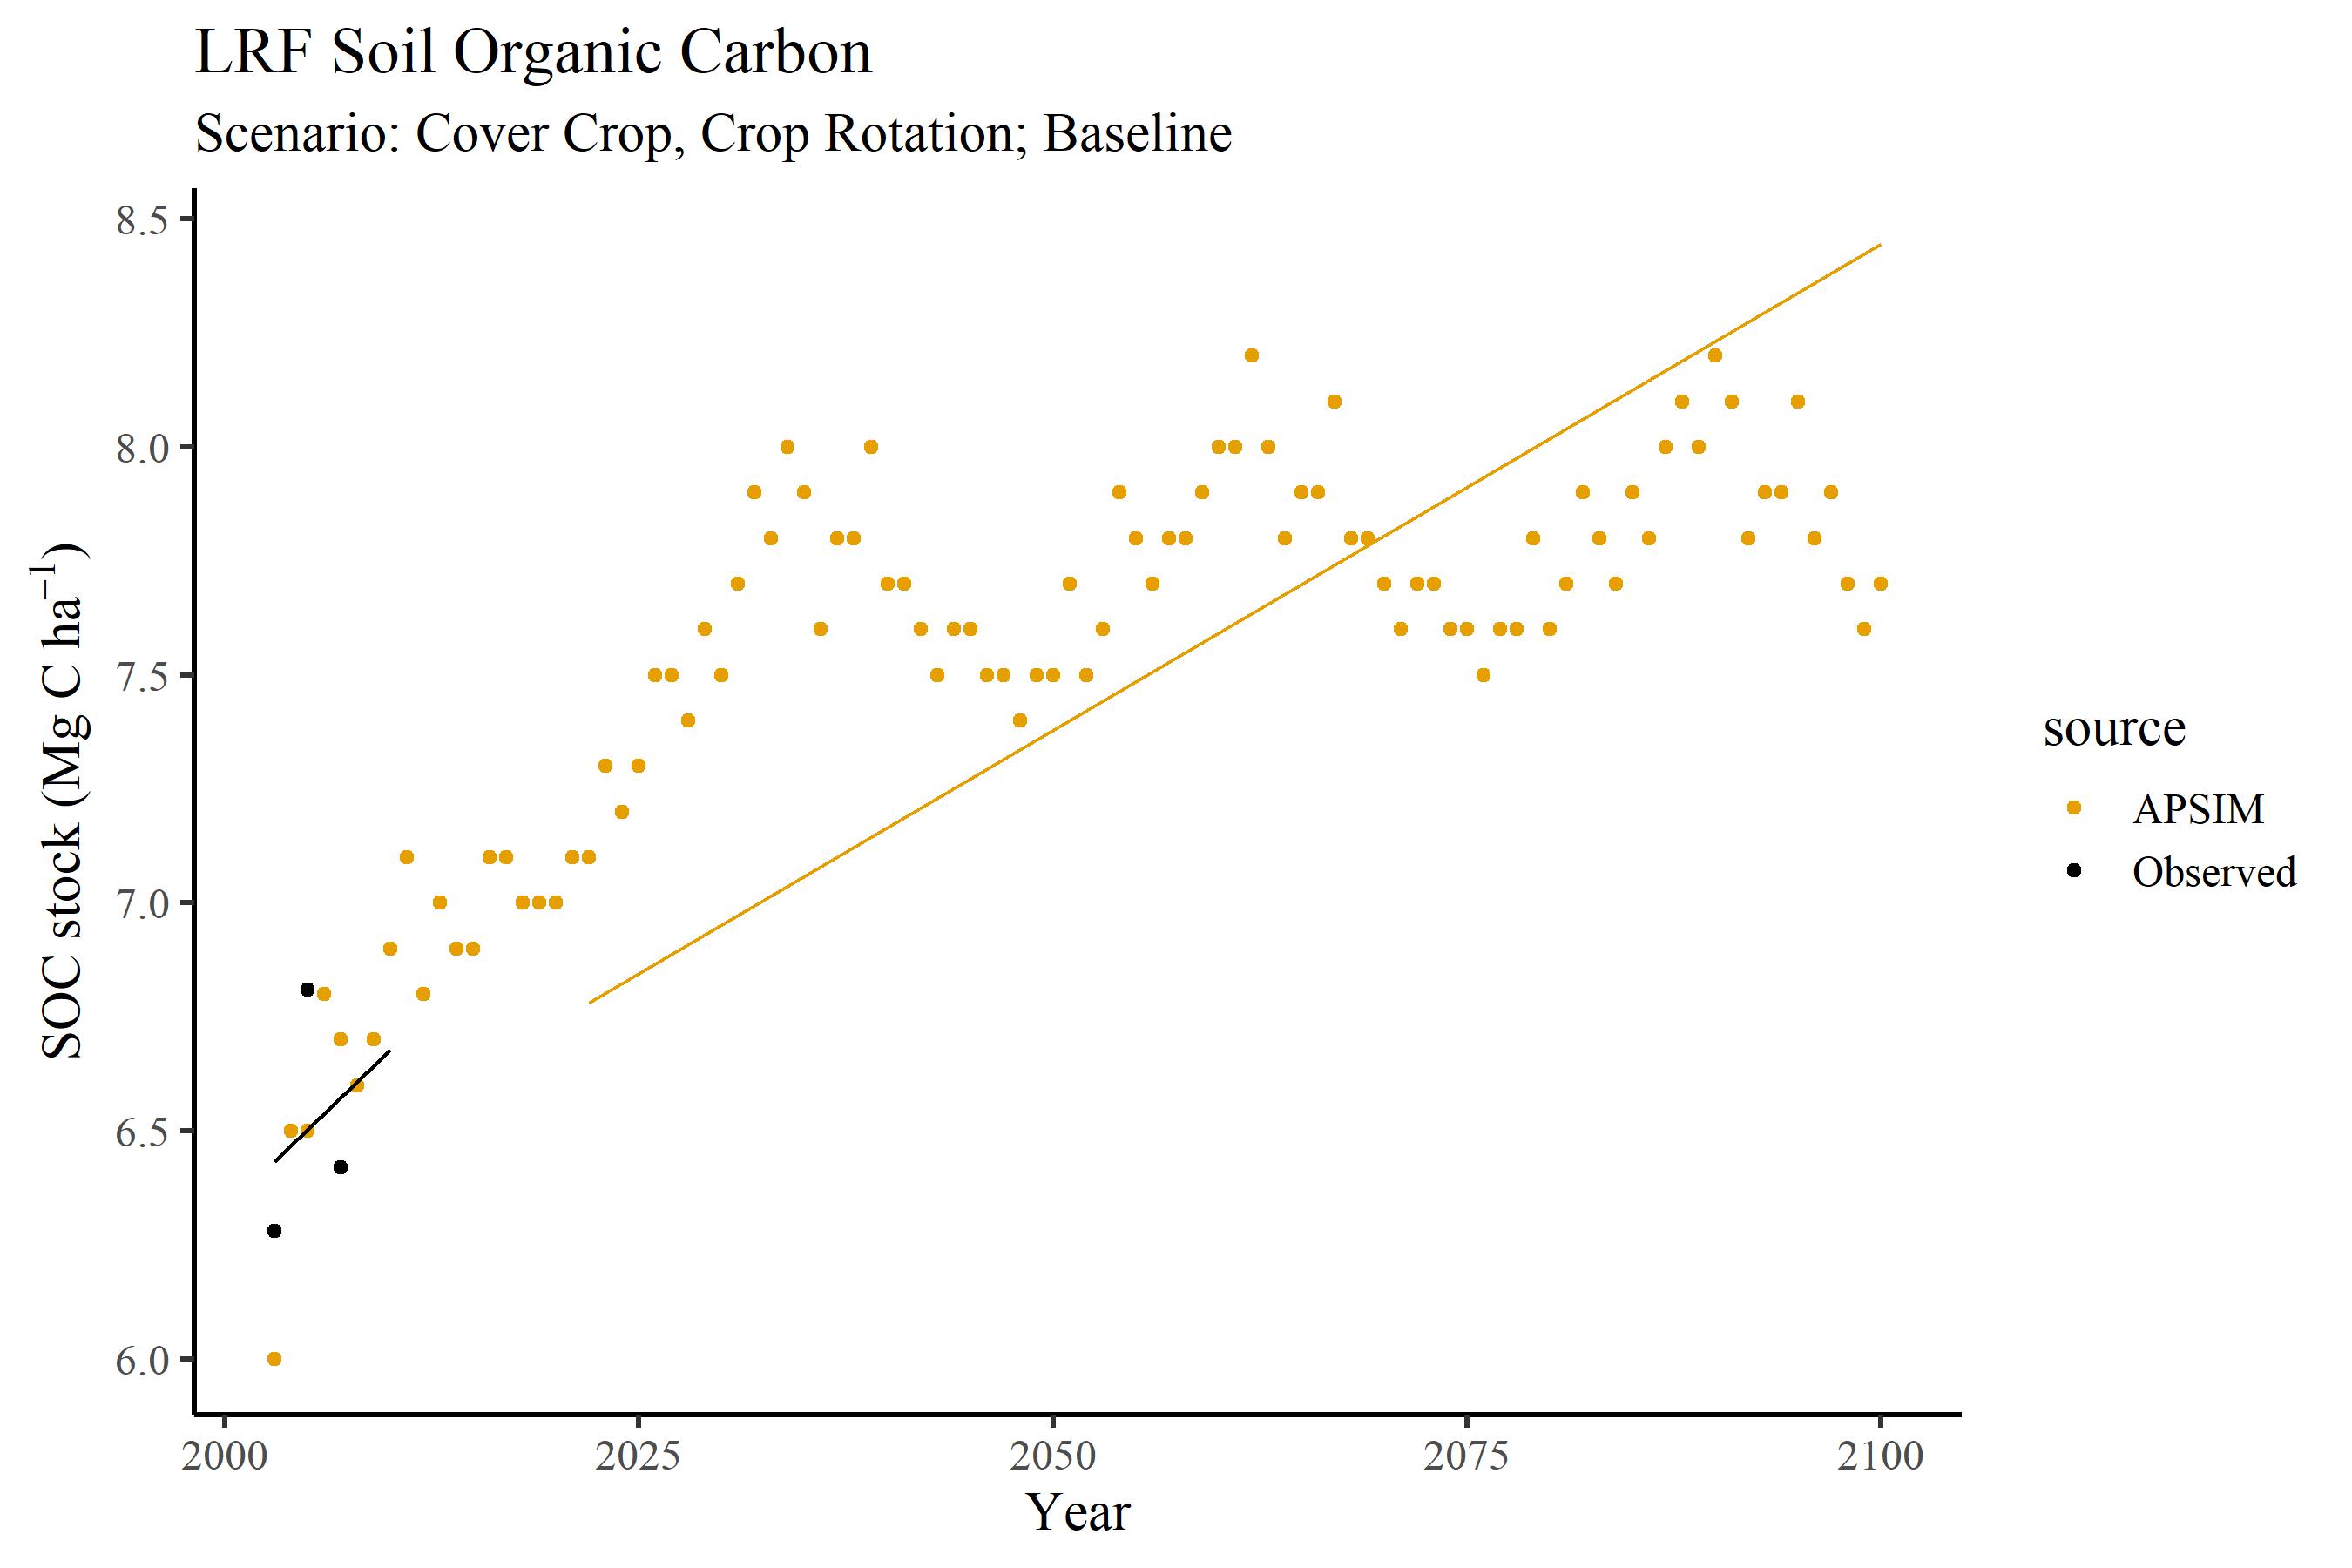 LRF Soil Organic Carbon
Scenario: Cover Crop, Crop Rotation; Baseline
SOC stock (Mg C ha⁻¹)
8.5
8.0
7.5
7.0
6.5
6.0
2000 2025 2050 2075 2100
Year
source
APSIM
Observed